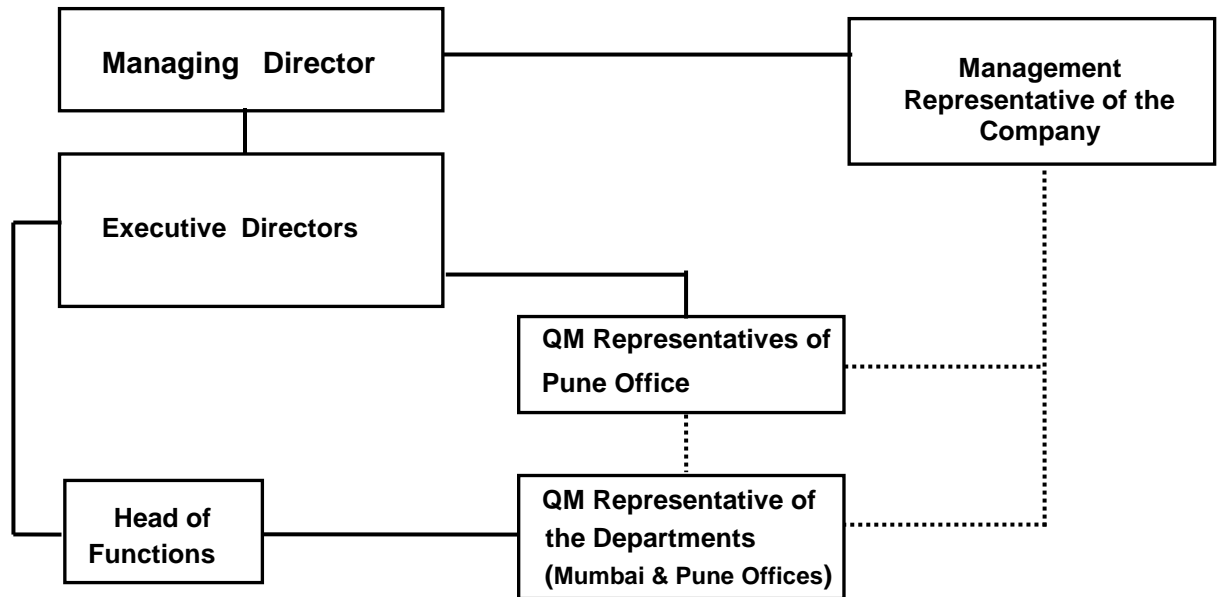 Managing Director
Management
Representative of the
Company
Executive Directors
QM Representatives of
Pune Office
Head of
Functions
QM Representative of
the Departments
(Mumbai & Pune Offices)